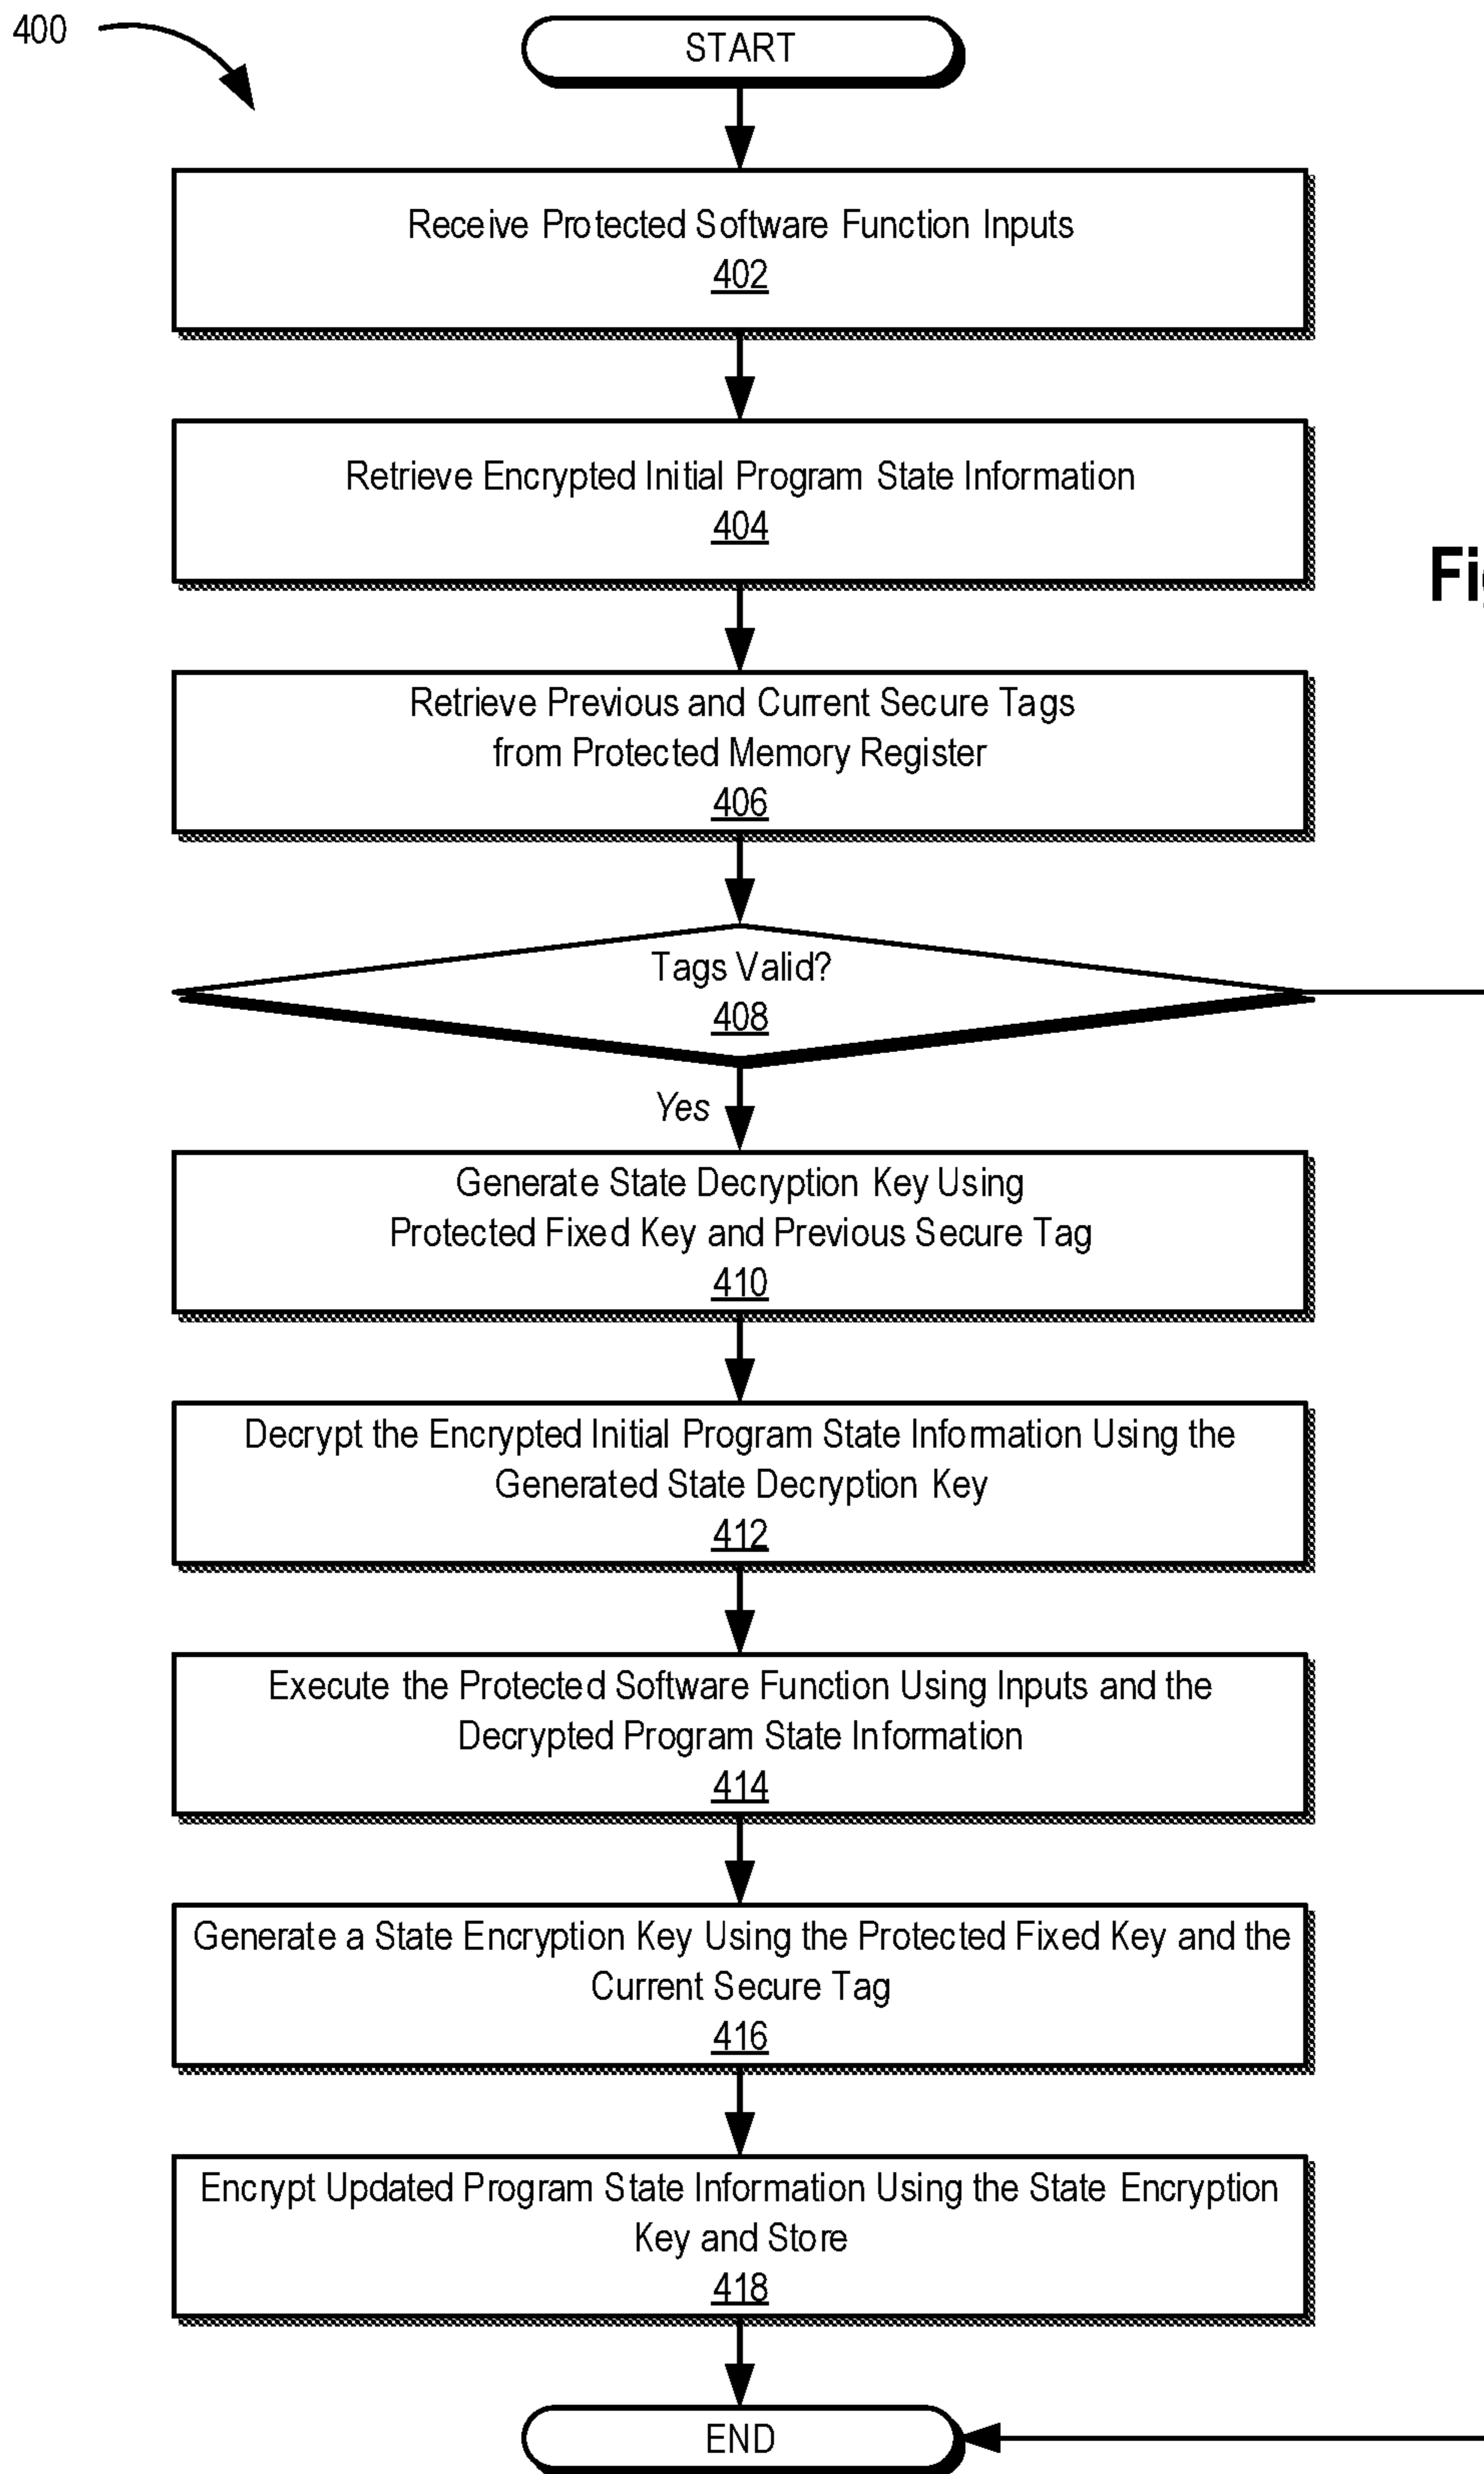 400
START
Receive Protected Software Function Inputs
402
Retrieve Encrypted Initial Program State Information
404
Retrieve Previous and Current Secure Tags
from Protected Memory Register
406
Tags Valid?
408
Yes
Generate State Decryption Key Using
Protected Fixed Key and Previous Secure Tag
410
Decrypt the Encrypted Initial Program State Information Using the
Generated State Decryption Key
412
Execute the Protected Software Function Using Inputs and the
Decrypted Program State Information
414
Generate a State Encryption Key Using the Protected Fixed Key and the
Current Secure Tag
416
Encrypt Updated Program State Information Using the State Encryption
Key and Store
418
END